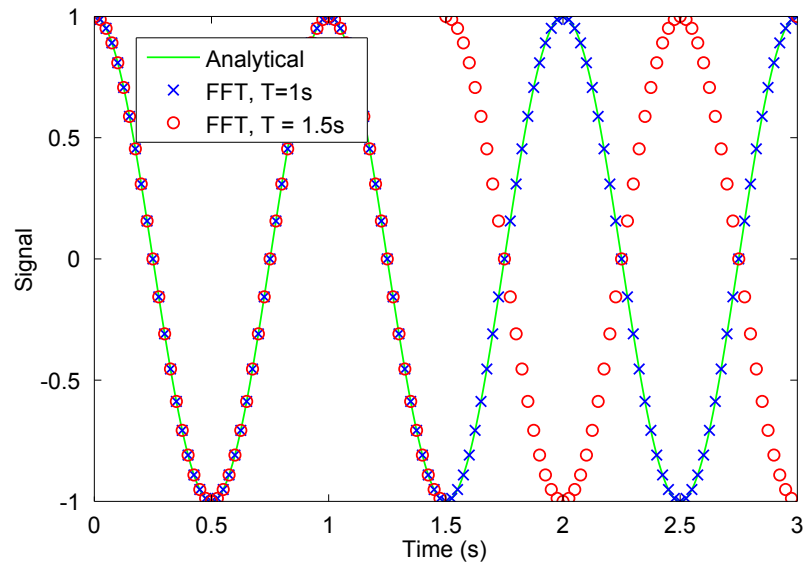 1
0.5
0
-0.5
-1
Signal
Analytical
FFT, T=1s
FFT, T = 1.5s
0
0.5
1
1.5
2
2.5
3
Time (s)